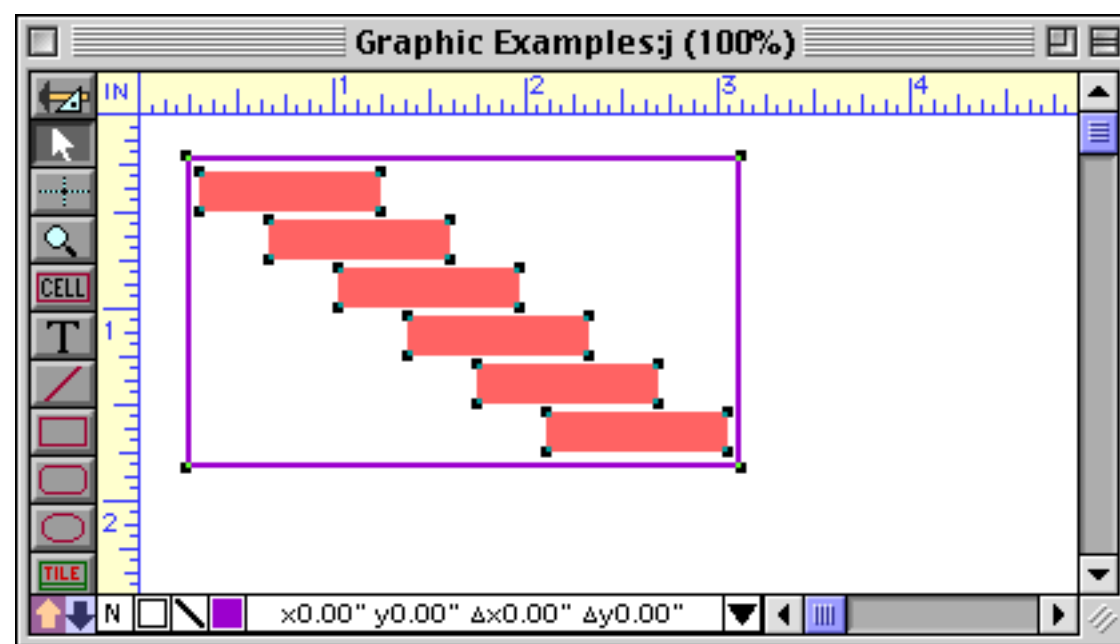 Graphic Examples:j (100%)
IN 1 2 3 4
CELL
T
1
2
TILE
N x0.00" y0.00" Δx0.00" Δy0.00"